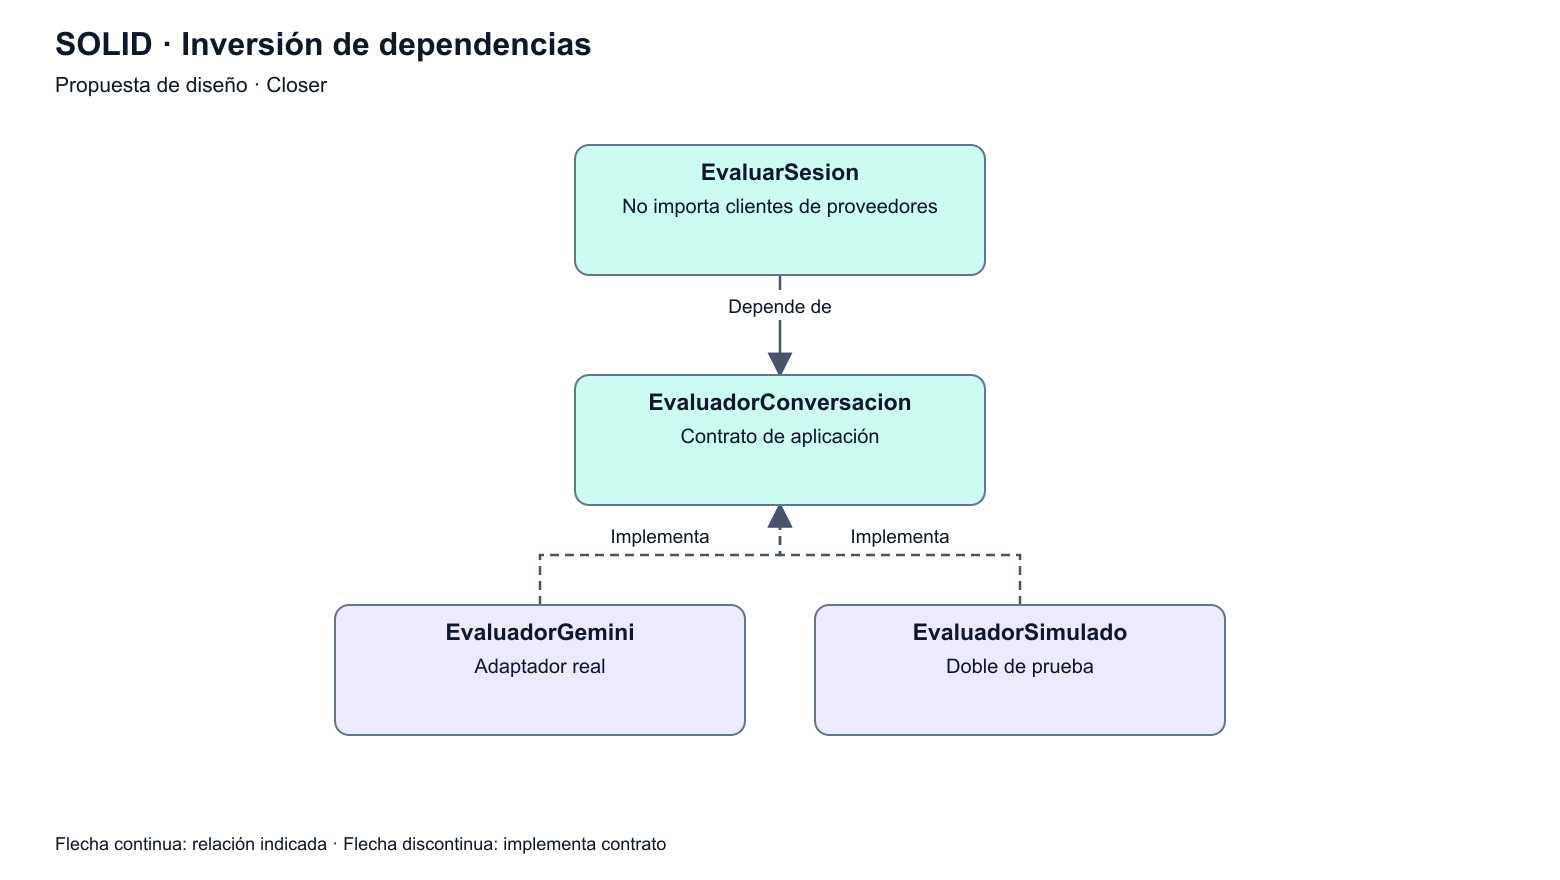 SOLID · Inversión de dependencias
Propuesta de diseño · Closer
EvaluarSesion
No importa clientes de proveedores
Depende de
EvaluadorConversacion
Contrato de aplicación
Implementa
Implementa
EvaluadorGemini
Adaptador real
EvaluadorSimulado
Doble de prueba
Flecha continua: relación indicada · Flecha discontinua: implementa contrato